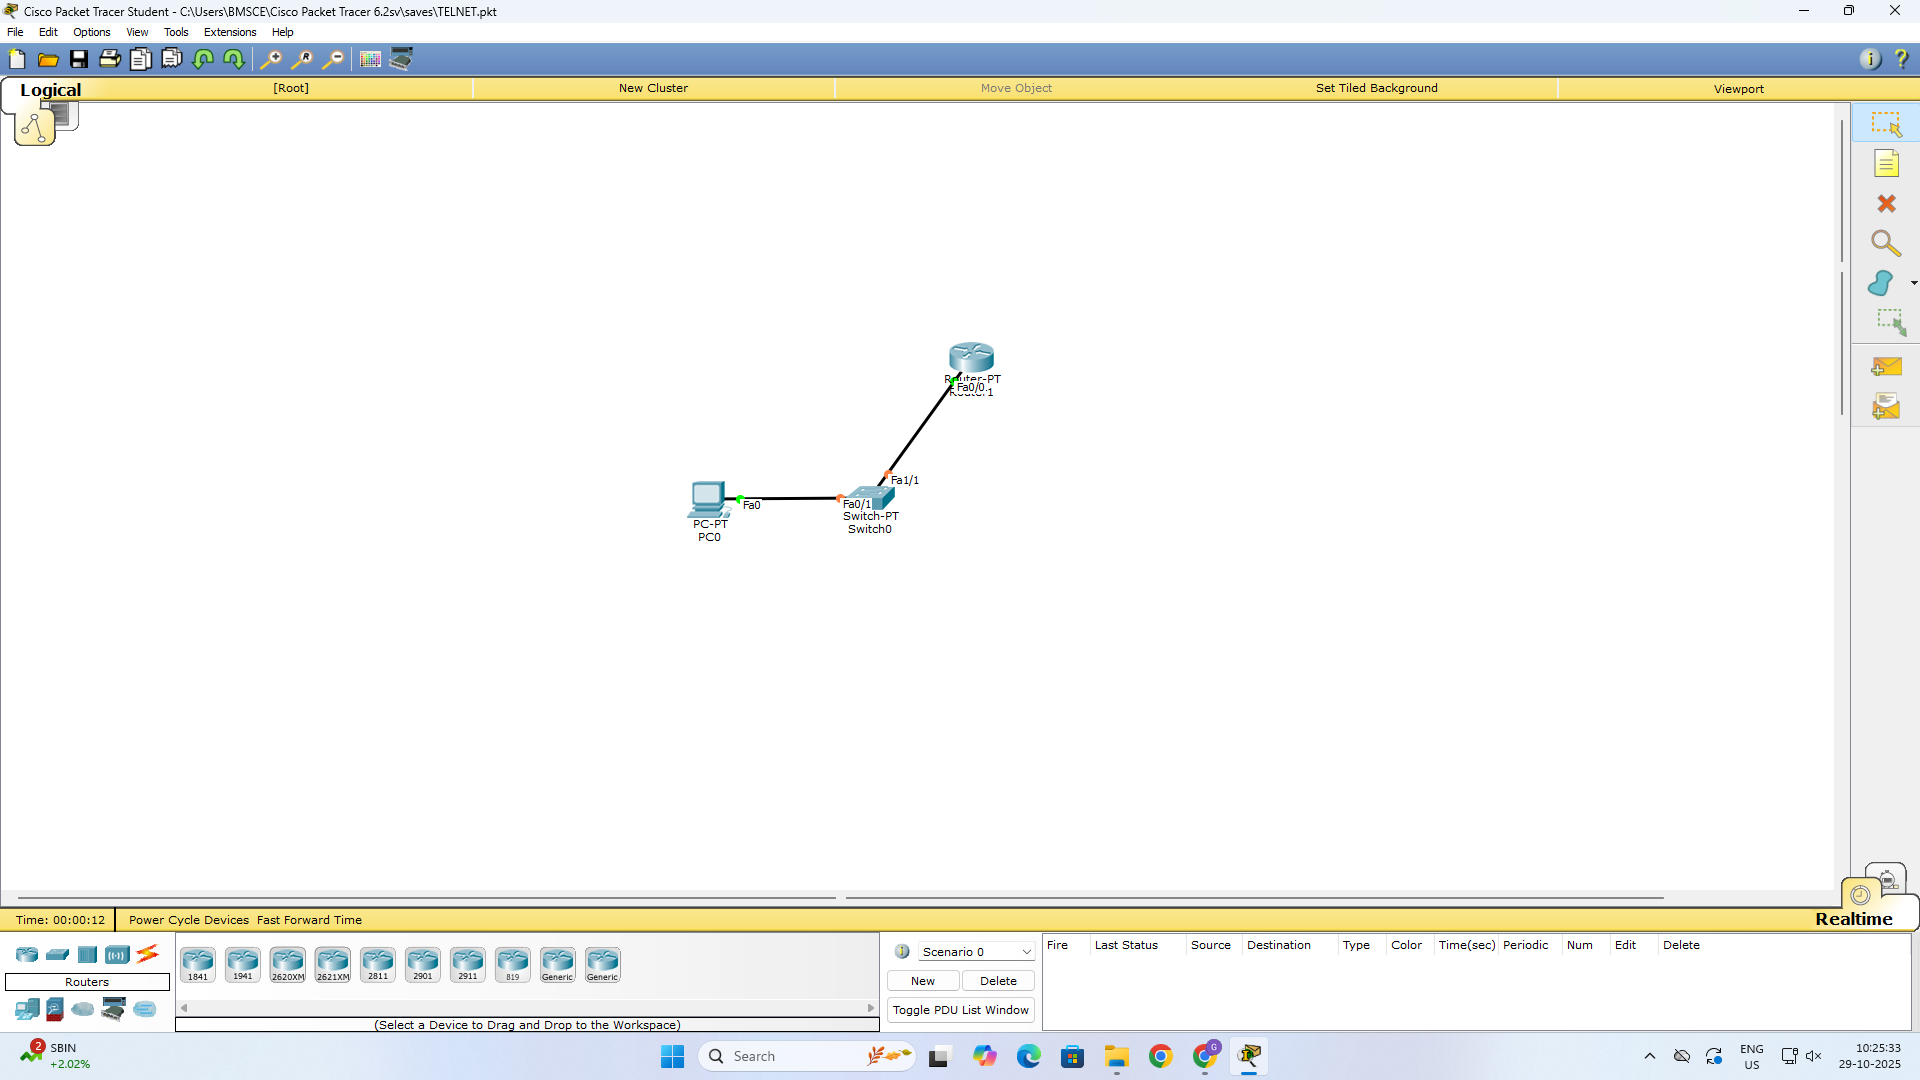 Cisco Packet Tracer Student - C:\Users\BMSCE\Cisco Packet Tracer 6.2sv\saves\TELNET.pkt
File Edit Options View Tools Extensions Help
Logical [Root] New Cluster Move Object Set Tiled Background Viewport
Router-PT
Fa0/0
Fa1/1
Fa0
Fa0/1
PC-PT
PC0
Switch-PT
Switch0
Time: 00:00:12 Power Cycle Devices Fast Forward Time
Realtime
Routers
1841 1941 2620XM 2621XM 2811 2901 2911 819 Generic Generic
(Select a Device to Drag and Drop to the Workspace)
Scenario 0
New Delete
Toggle PDU List Window
Fire Last Status Source Destination Type Color Time(sec) Periodic Num Edit Delete
2 SBIN
+2.02%
Search
G
ENG
US
10:25:33
29-10-2025